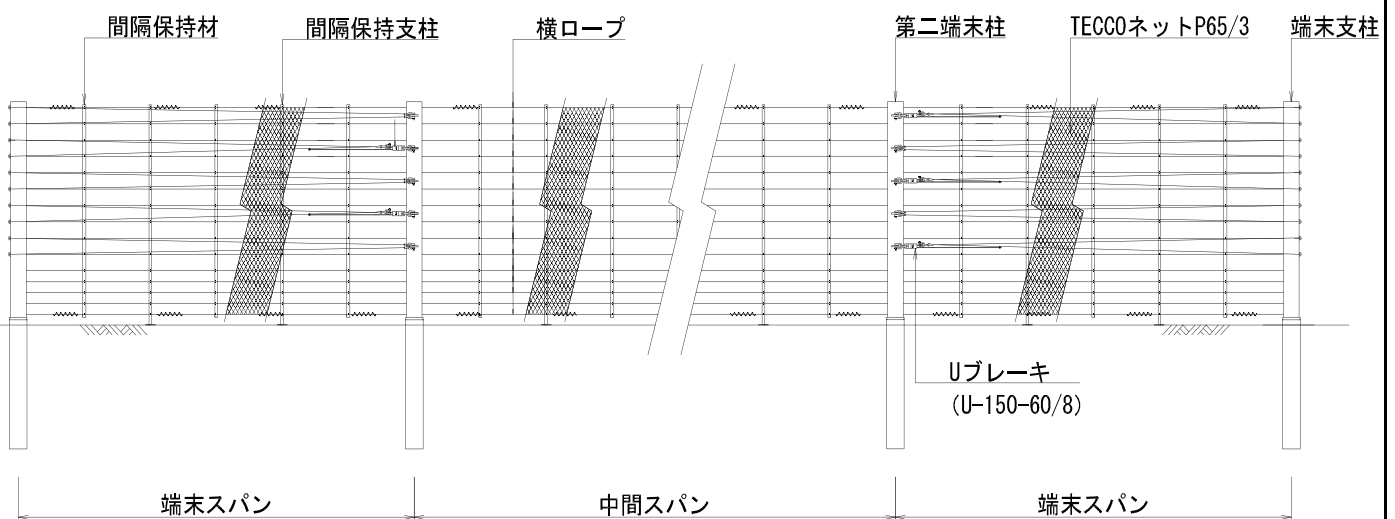 間隔保持材
間隔保持支柱
横ロープ
第二端末柱
TECCOネットP65/3
端末支柱
Uブレーキ
(U-150-60/8)
端末スパン
中間スパン
端末スパン